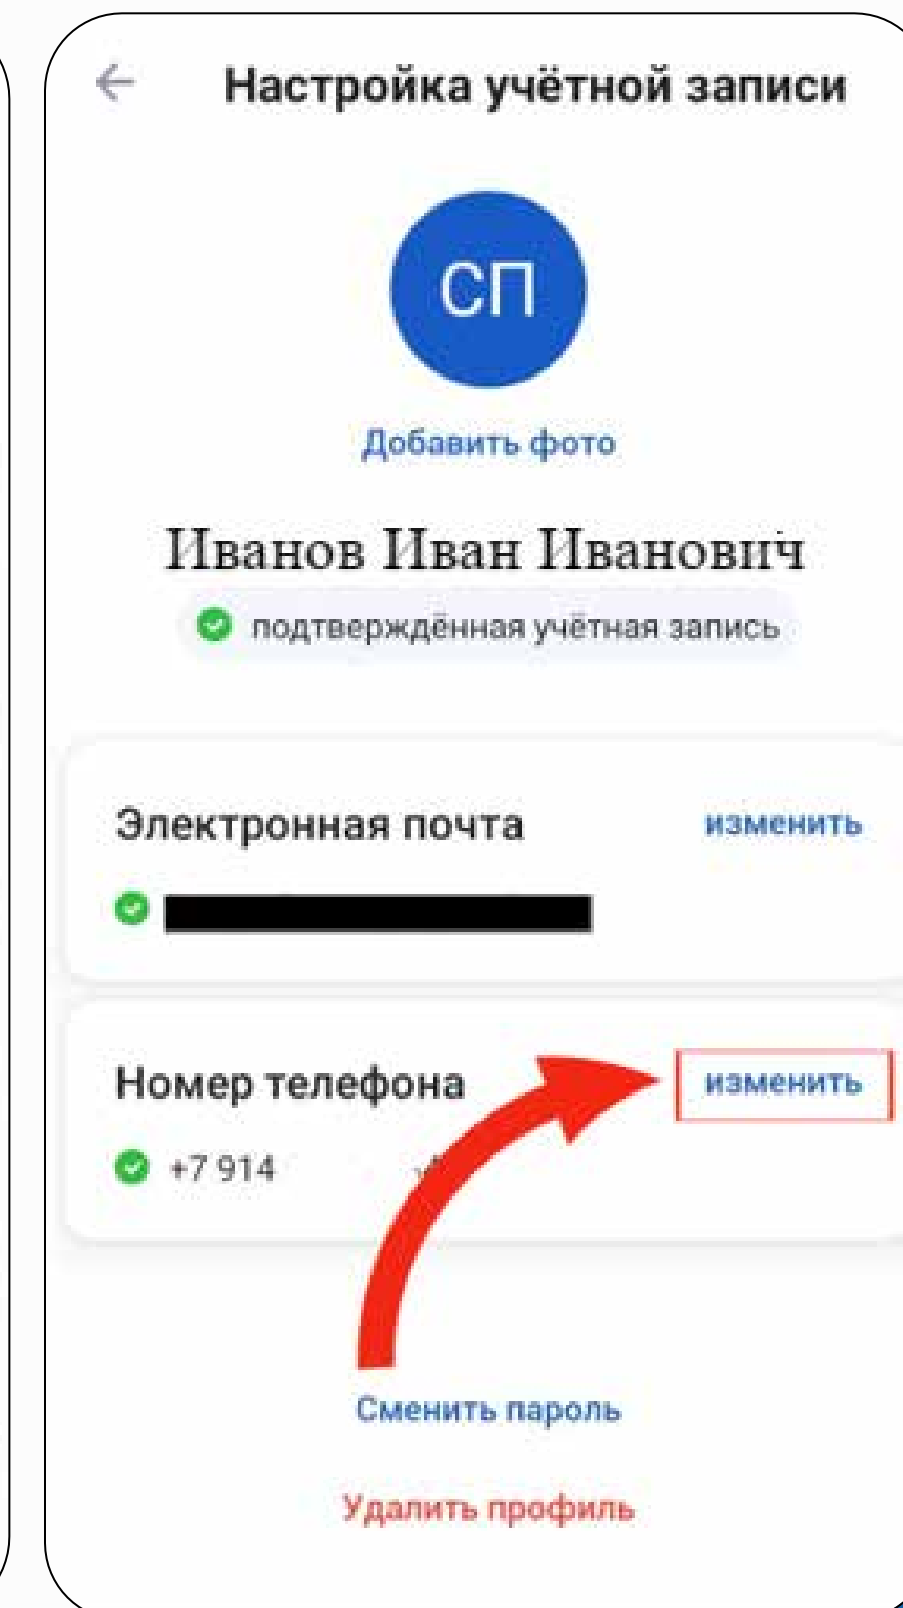 Настройка учётной записи
СП
Добавить фото
Иванов Иван Иванович
подтверждённая учётная запись
Электронная почта
изменить
Номер телефона
изменить
+7 914
Сменить пароль
Удалить профиль